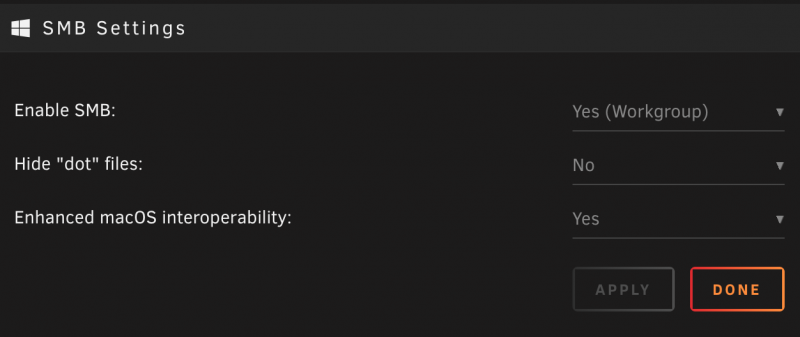 SMB Settings
Enable SMB: Yes (Workgroup)
Hide "dot" files: No
Enhanced macOS interoperability: Yes
APPLY DONE